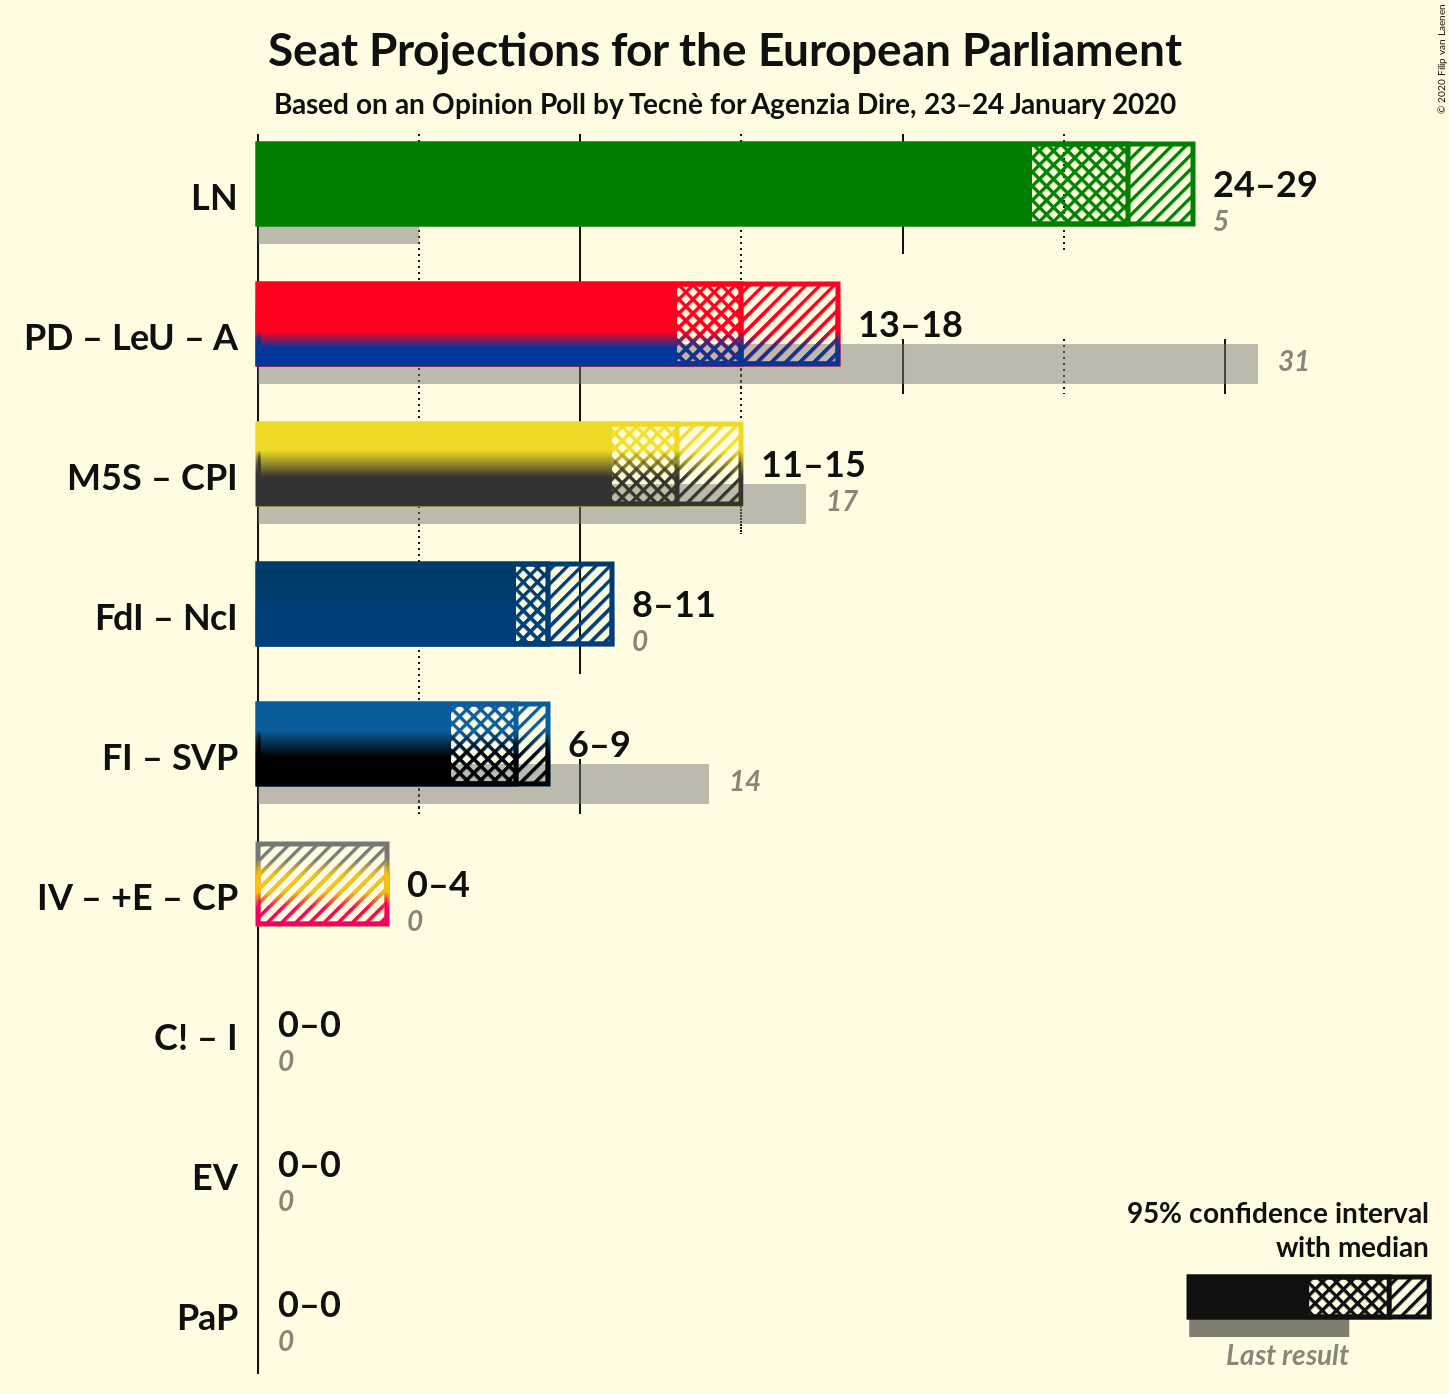 Seat Projections for the European Parliament
Based on an Opinion Poll by Tecnè for Agenzia Dire, 23–24 January 2020
© 2020 Filip van Laenen
LN
24–29
5
PD – LeU – A
13–18
31
M5S – CPI
11–15
17
FdI – NcI
8–11
0
FI – SVP
6–9
14
IV – +E – CP
0–4
0
C! – I
0–0
0
EV
0–0
0
PaP
0–0
0
95% confidence interval
with median
Last result